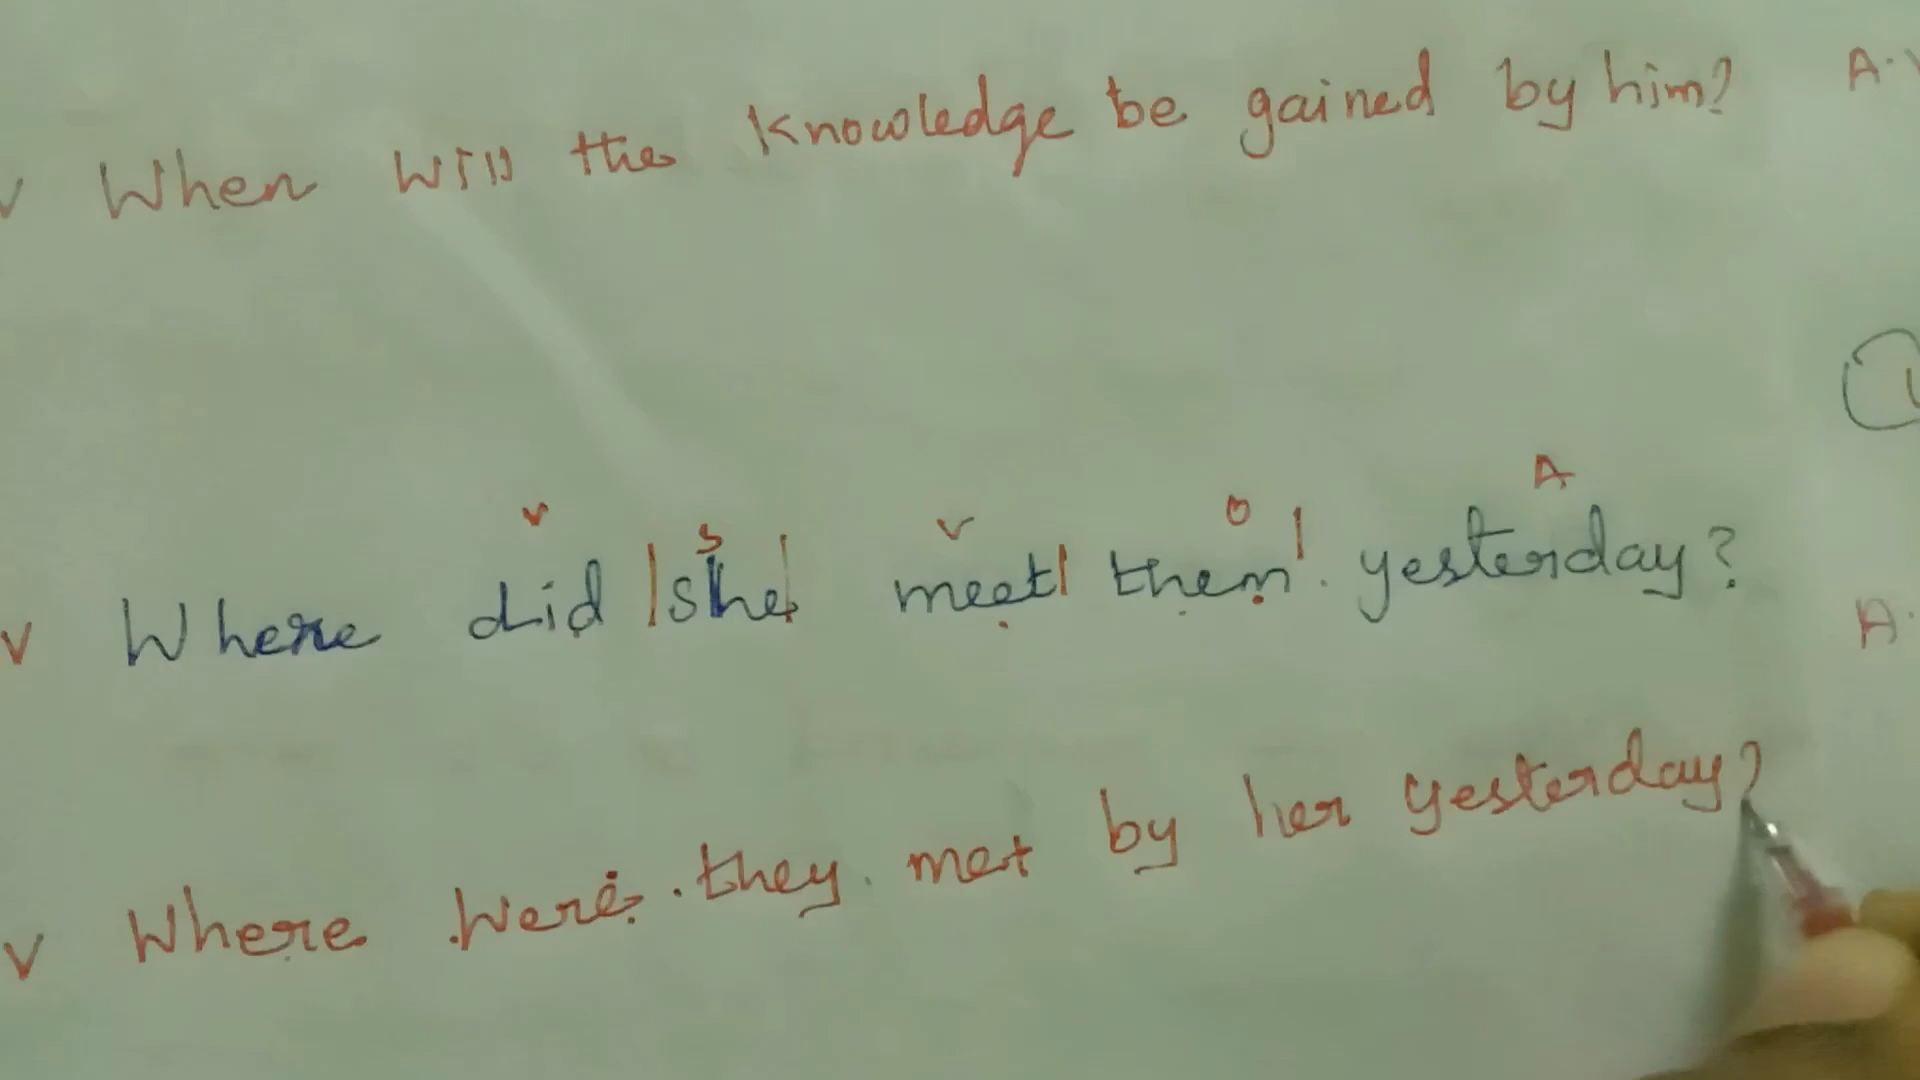 V When will the knowledge be gained by him? A.V
V S V O A
V Where did |she| meet| them|. yesterday? A.
V Where were .they. met by her yesterday?